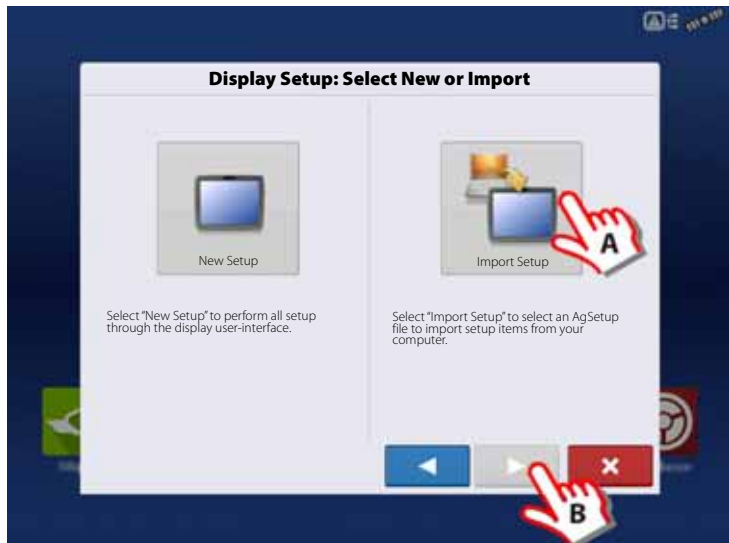 Display Setup: Select New or Import
New Setup
Import Setup
Select "New Setup" to perform all setup
through the display user-interface.
Select "Import Setup" to select an AgSetup
file to import setup items from your
computer.
A
B